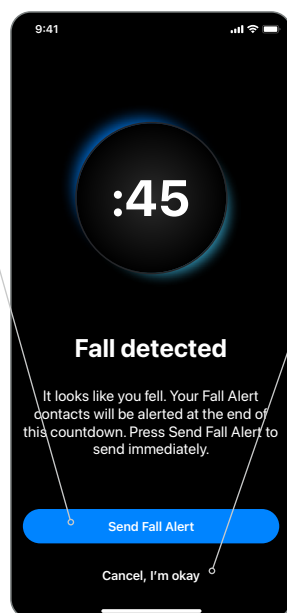 9:41
:45
Fall detected
It looks like you fell. Your Fall Alert
contacts will be alerted at the end of
this countdown. Press Send Fall Alert to
send immediately.
Send Fall Alert
Cancel, I'm okay